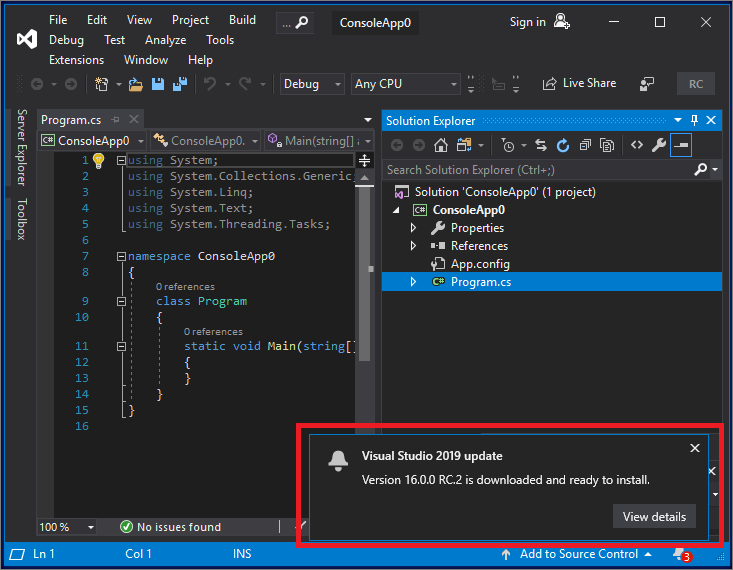 File Edit View Project Build ... ConsoleApp0 Sign in
Debug Test Analyze Tools
Extensions Window Help
Debug Any CPU Live Share RC
Server Explorer
Toolbox
Program.cs
ConsoleApp0 ConsoleApp0. Main(string[] a
1 using System;
2 using System.Collections.Generic;
3 using System.Linq;
4 using System.Text;
5 using System.Threading.Tasks;
6
7 namespace ConsoleApp0
8 {
0 references
9 class Program
10 {
0 references
11 static void Main(string[]
12 {
13 }
14 }
15 }
16
100 % No issues found
Solution Explorer
Search Solution Explorer (Ctrl+;)
Solution 'ConsoleApp0' (1 project)
C# ConsoleApp0
Properties
References
App.config
C# Program.cs
Visual Studio 2019 update
Version 16.0.0 RC.2 is downloaded and ready to install.
View details
Ln 1 Col 1 INS Add to Source Control 3